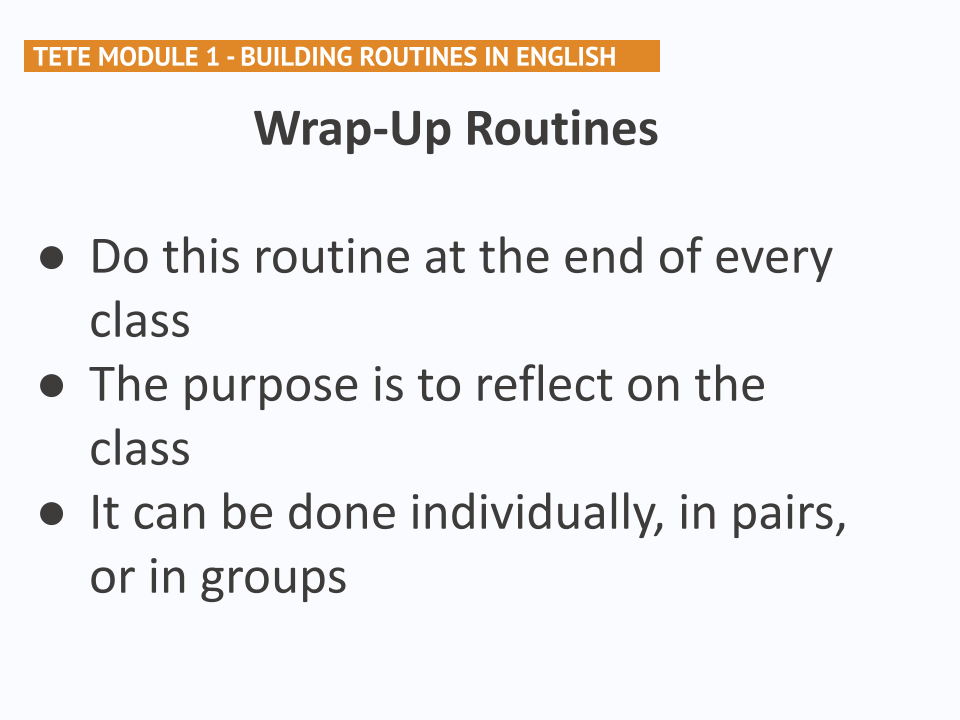 TETE MODULE 1 - BUILDING ROUTINES IN ENGLISH
Wrap-Up Routines
● Do this routine at the end of every
class
● The purpose is to reflect on the
class
● It can be done individually, in pairs,
or in groups